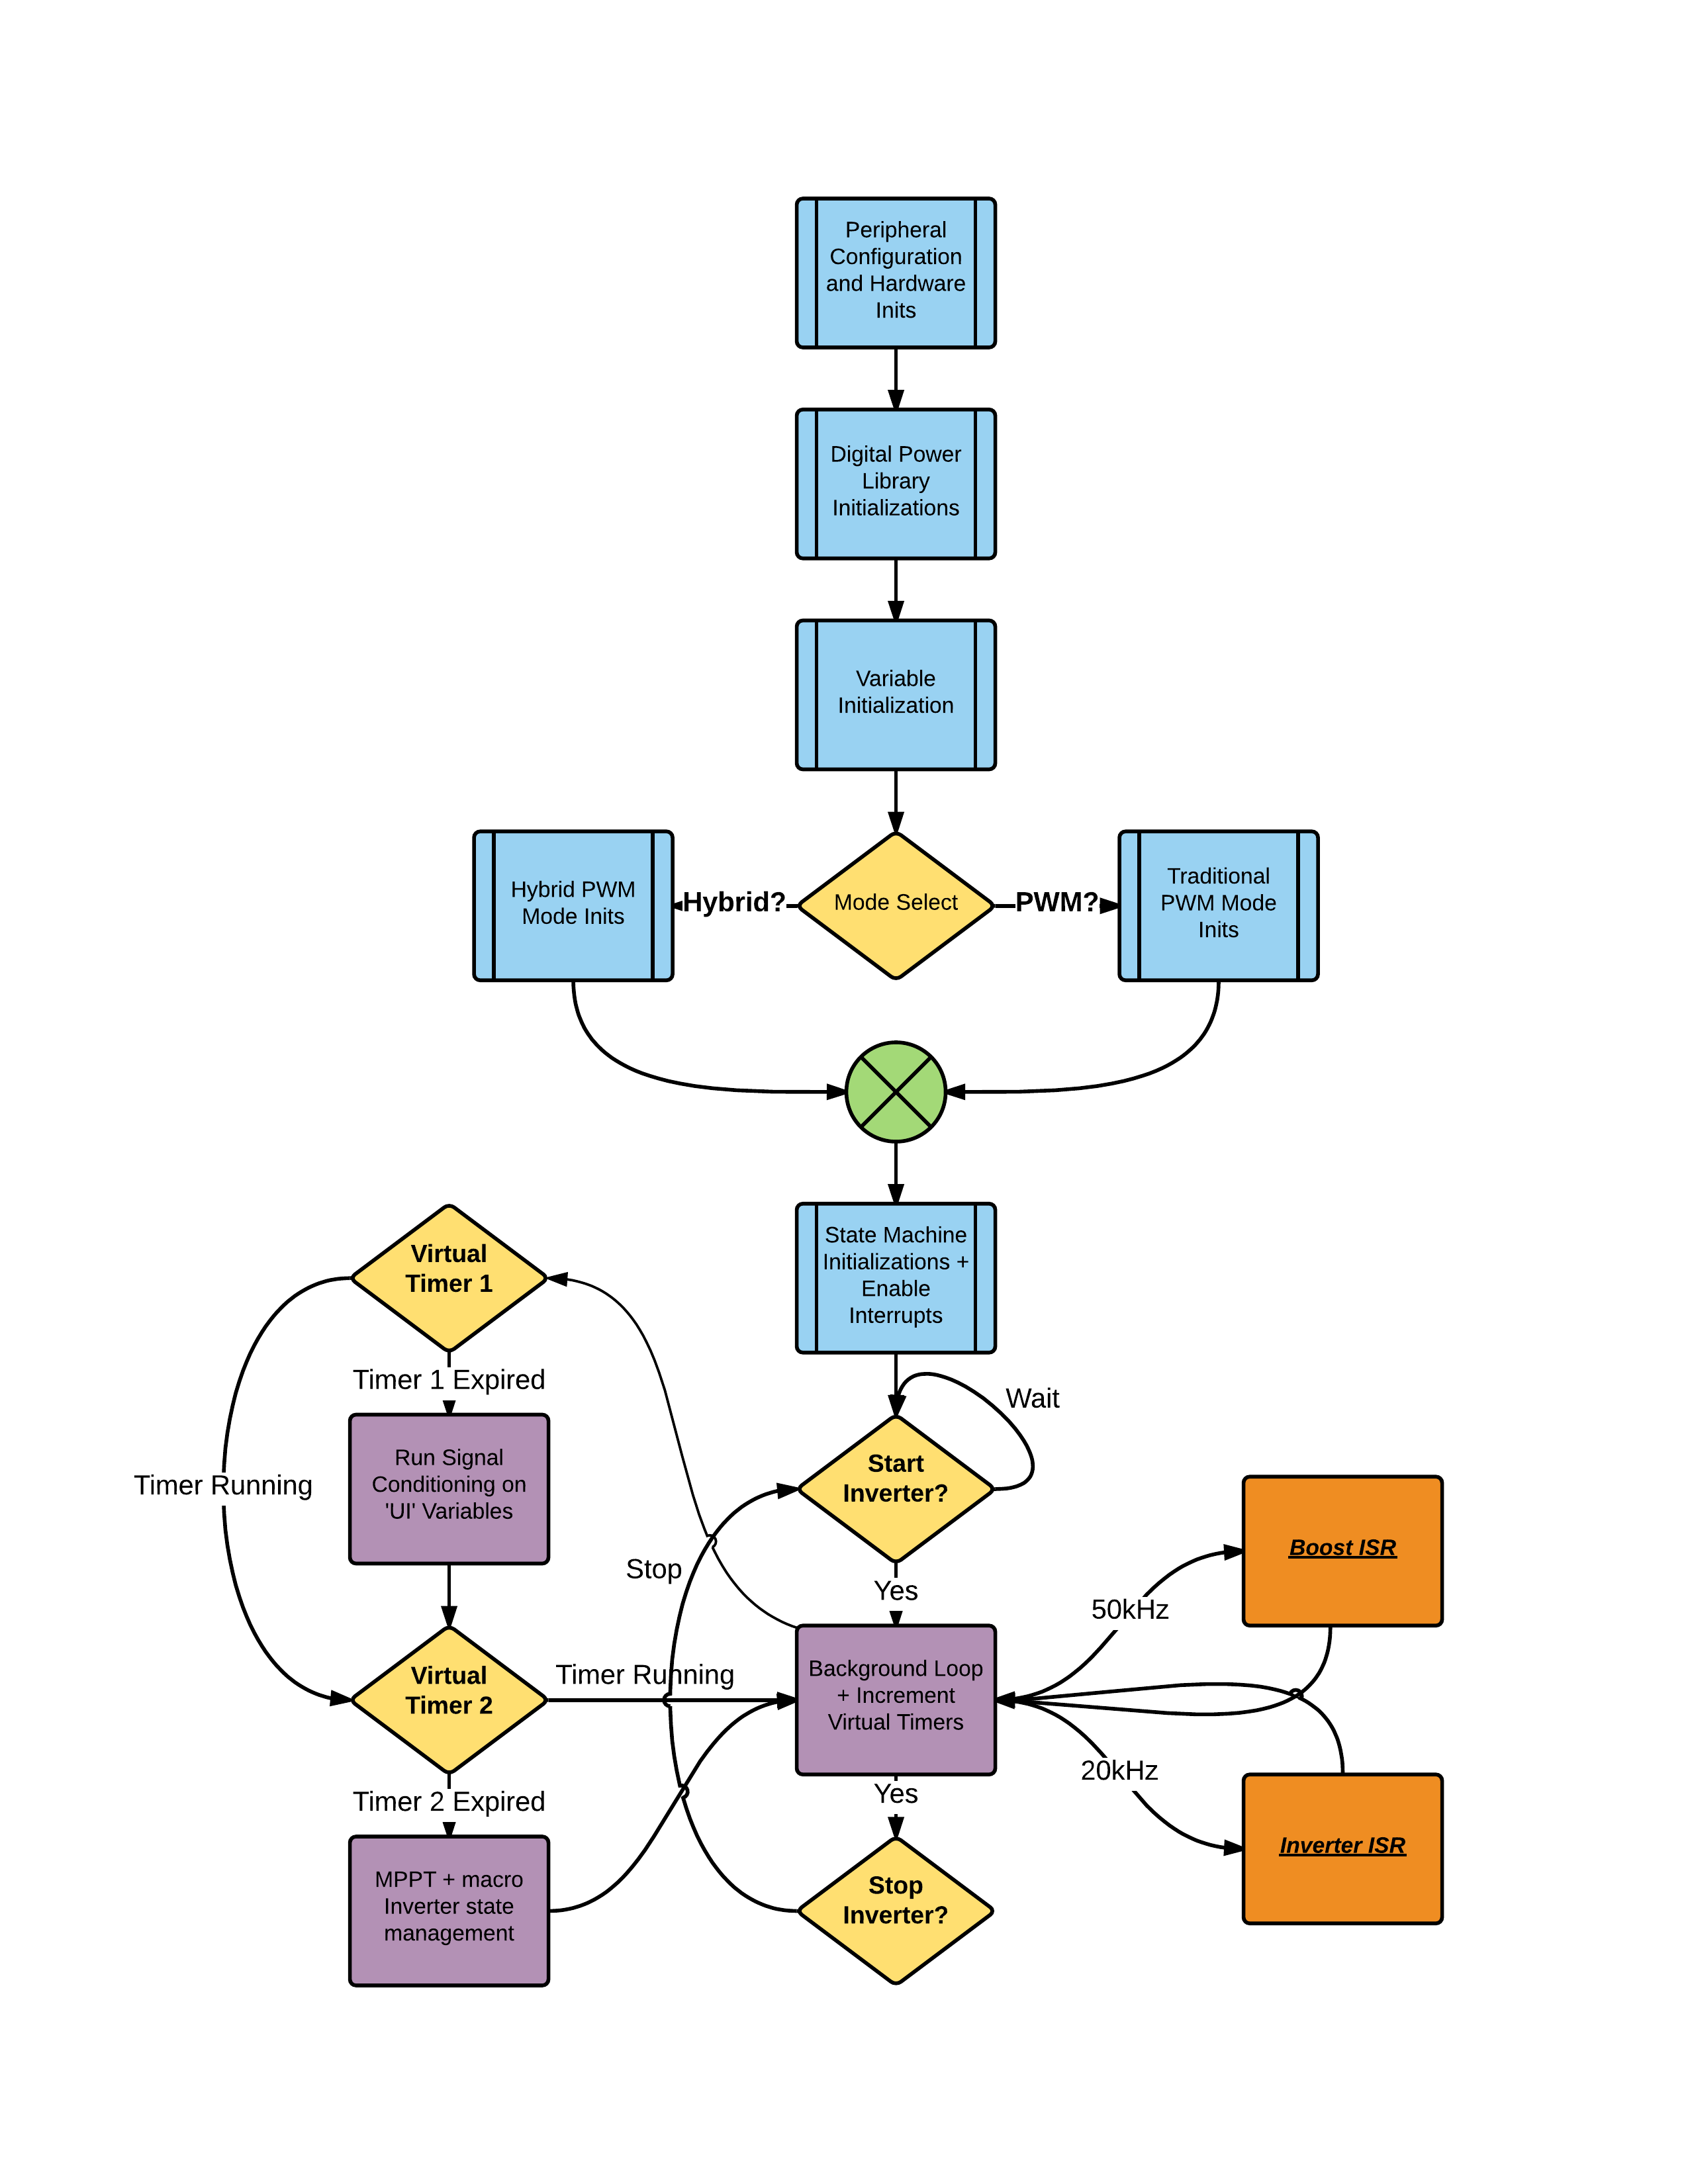 Peripheral
Configuration
and Hardware
Inits
Digital Power
Library
Initializations
Variable
Initialization
Hybrid PWM
Mode Inits
Hybrid?
Mode Select
PWM?
Traditional
PWM Mode
Inits
State Machine
Initializations +
Enable
Interrupts
Virtual
Timer 1
Timer 1 Expired
Wait
Run Signal
Conditioning on
'UI' Variables
Timer Running
Start
Inverter?
Stop
Yes
Boost ISR
50kHz
Virtual
Timer 2
Timer Running
Background Loop
+ Increment
Virtual Timers
20kHz
Timer 2 Expired
Yes
MPPT + macro
Inverter state
management
Stop
Inverter?
Inverter ISR